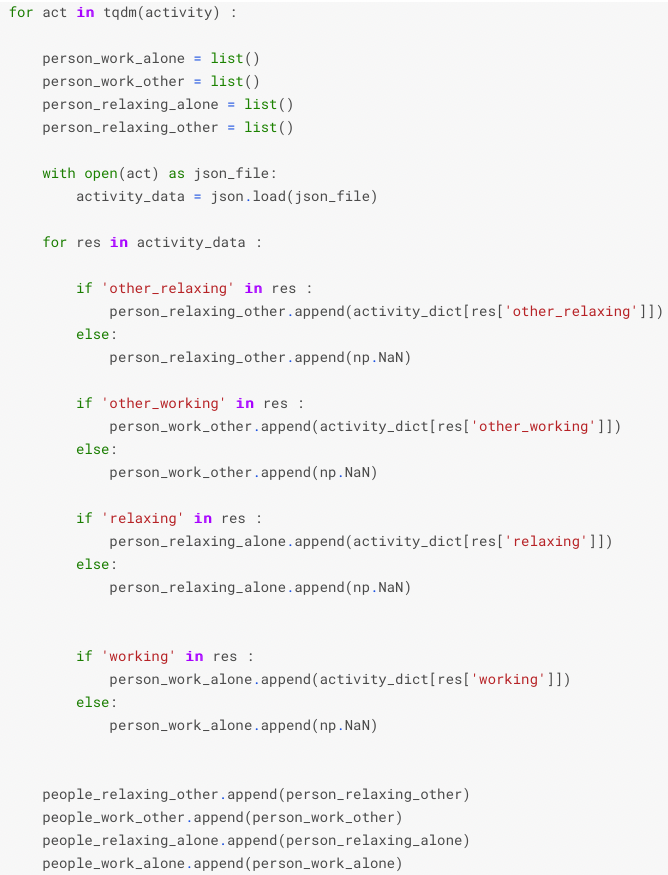 for act in tqdm(activity) :
    person_work_alone = list()
    person_work_other = list()
    person_relaxing_alone = list()
    person_relaxing_other = list()
    with open(act) as json_file:
        activity_data = json.load(json_file)
    for res in activity_data :
        if 'other_relaxing' in res :
            person_relaxing_other.append(activity_dict[res['other_relaxing']])
        else:
            person_relaxing_other.append(np.NaN)
        if 'other_working' in res :
            person_work_other.append(activity_dict[res['other_working']])
        else:
            person_work_other.append(np.NaN)
        if 'relaxing' in res :
            person_relaxing_alone.append(activity_dict[res['relaxing']])
        else:
            person_relaxing_alone.append(np.NaN)
        if 'working' in res :
            person_work_alone.append(activity_dict[res['working']])
        else:
            person_work_alone.append(np.NaN)
    people_relaxing_other.append(person_relaxing_other)
    people_work_other.append(person_work_other)
    people_relaxing_alone.append(person_relaxing_alone)
    people_work_alone.append(person_work_alone)